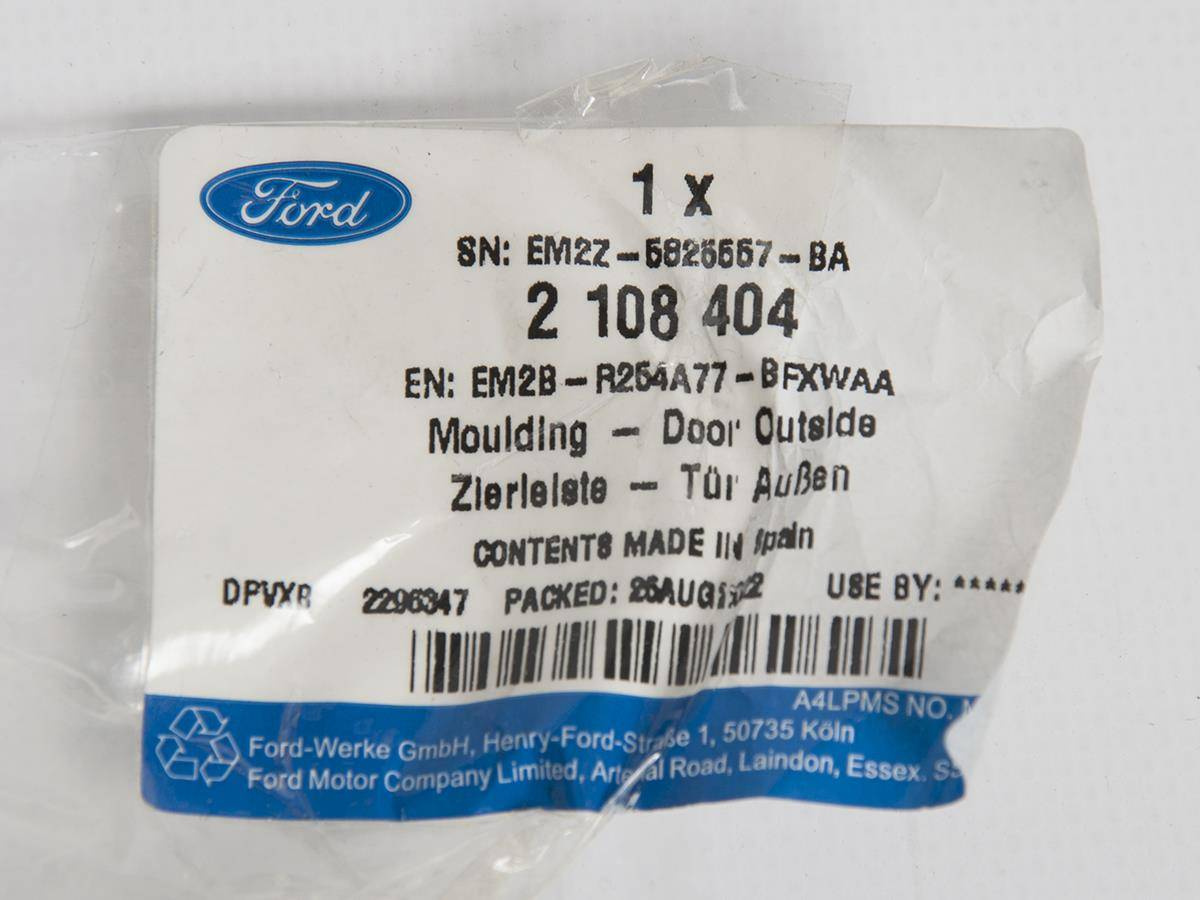 Ford
1 x
SN: EM2Z-5825557-BA
2 108 404
EN: EM2B-R254A77-BFXWAA
Moulding - Door Outside
Zierleiste - Tür Außen
CONTENTS MADE IN Spain
DPVXR 2296347 PACKED: USE BY: *****
A4LPMS NO.
Ford-Werke GmbH, Henry-Ford-Straße 1, 50735 Köln
Ford Motor Company Limited, Arterial Road, Laindon, Essex.